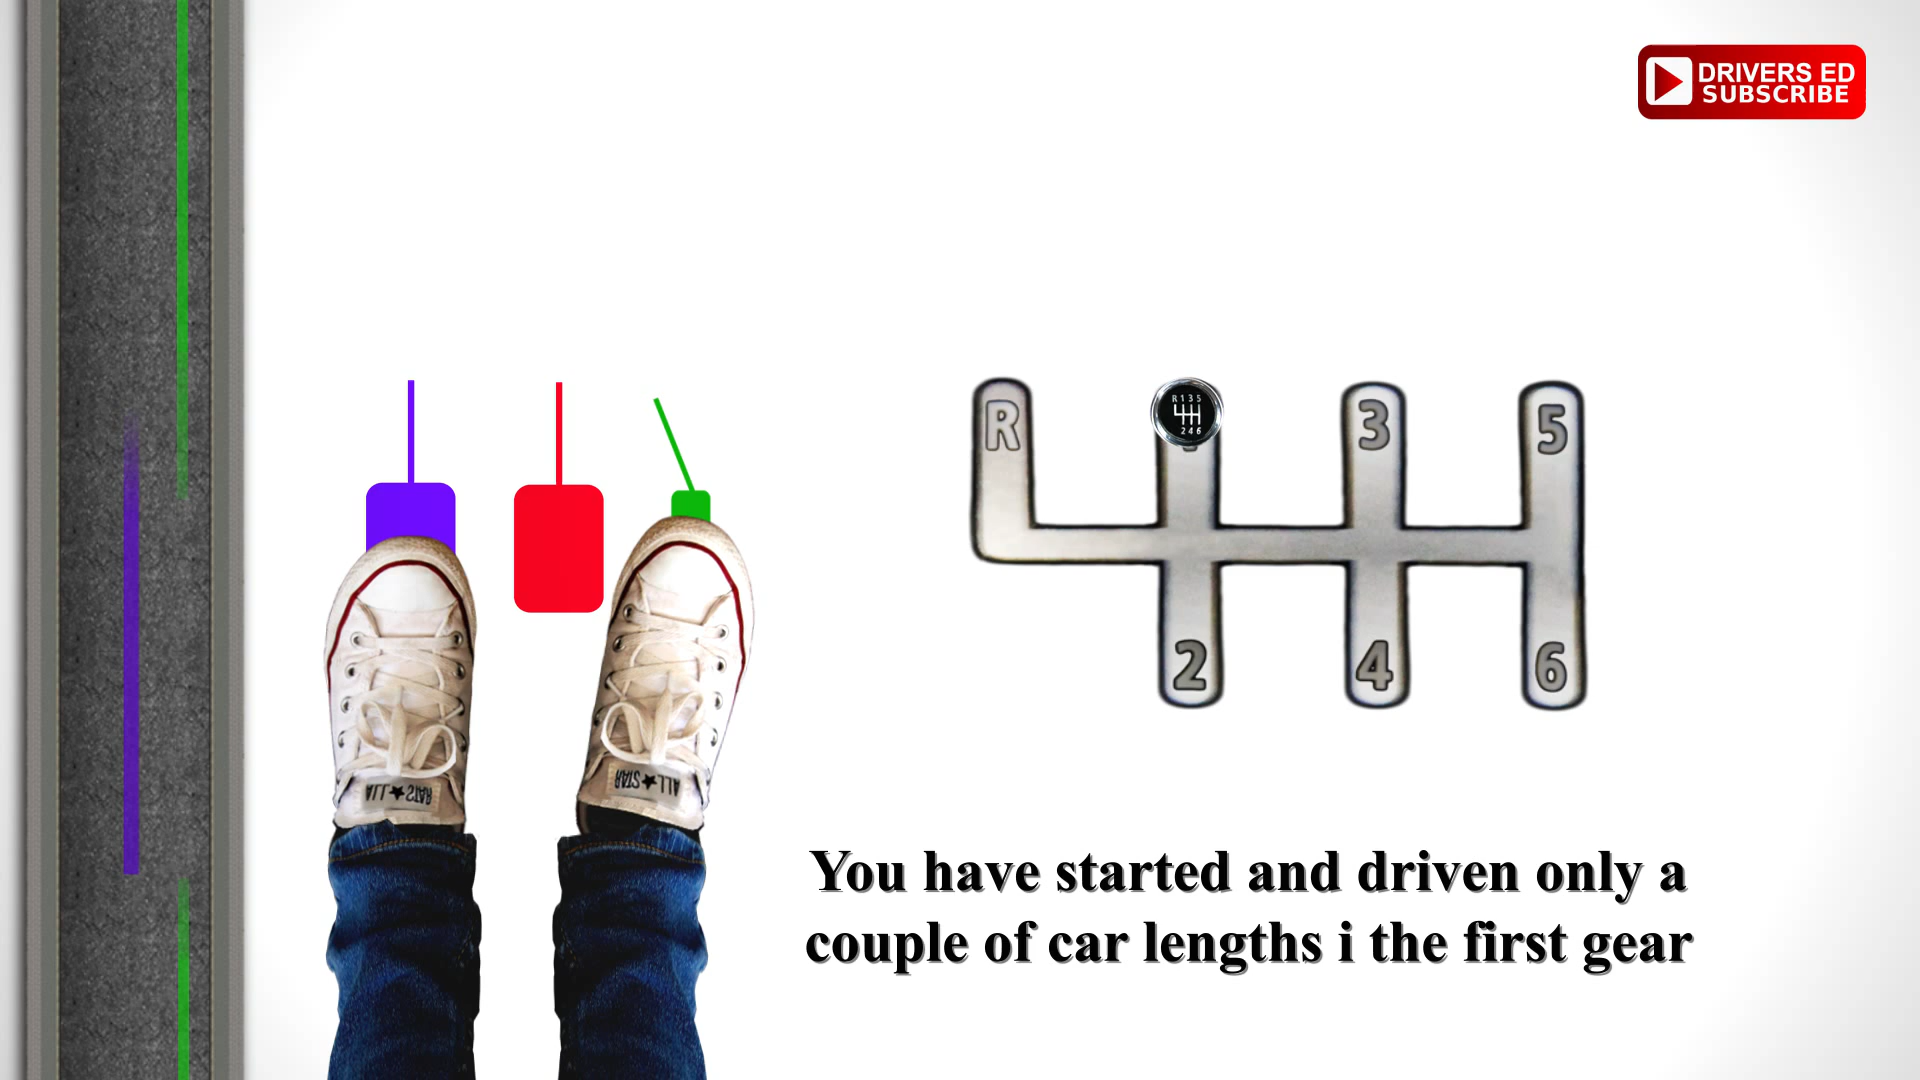 DRIVERS ED
SUBSCRIBE
R 1 3 5
2 4 6
R
3
5
2
4
6
ALL★STAR
ALL★STAR
You have started and driven only a
couple of car lengths i the first gear